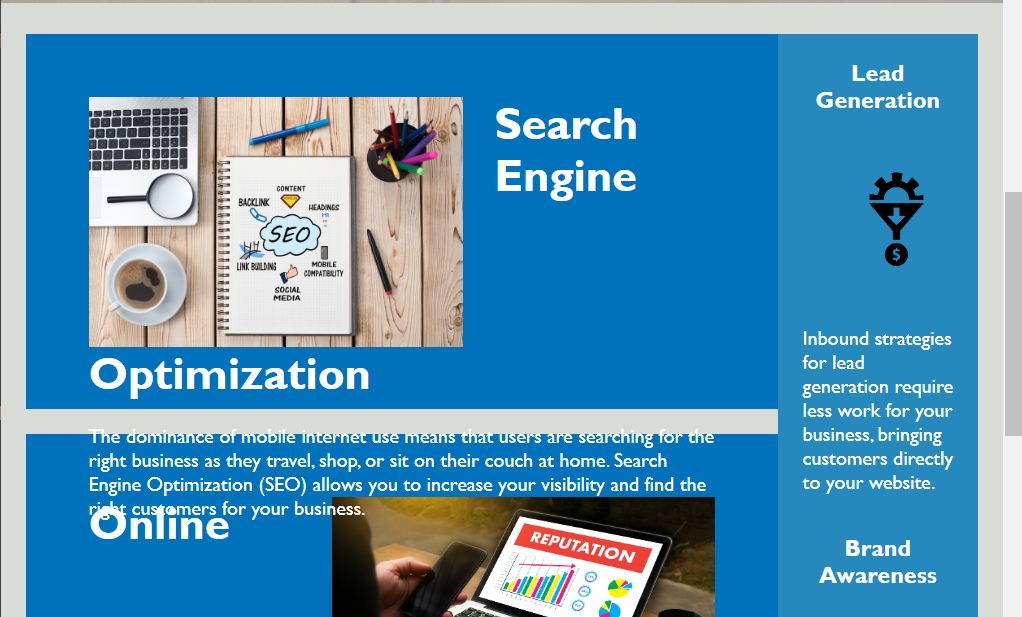 Search
Engine
CONTENT
BACKLINK
HEADINGS
H1
SEO
LINK BUILDING
MOBILE
COMPATIBILITY
SOCIAL
MEDIA
Optimization
The dominance of mobile internet use means that users are searching for the
right business as they travel, shop, or sit on their couch at home. Search
Engine Optimization (SEO) allows you to increase your visibility and find the
right customers for your business.
Online
REPUTATION
Lead
Generation
$
Inbound strategies
for lead
generation require
less work for your
business, bringing
customers directly
to your website.
Brand
Awareness